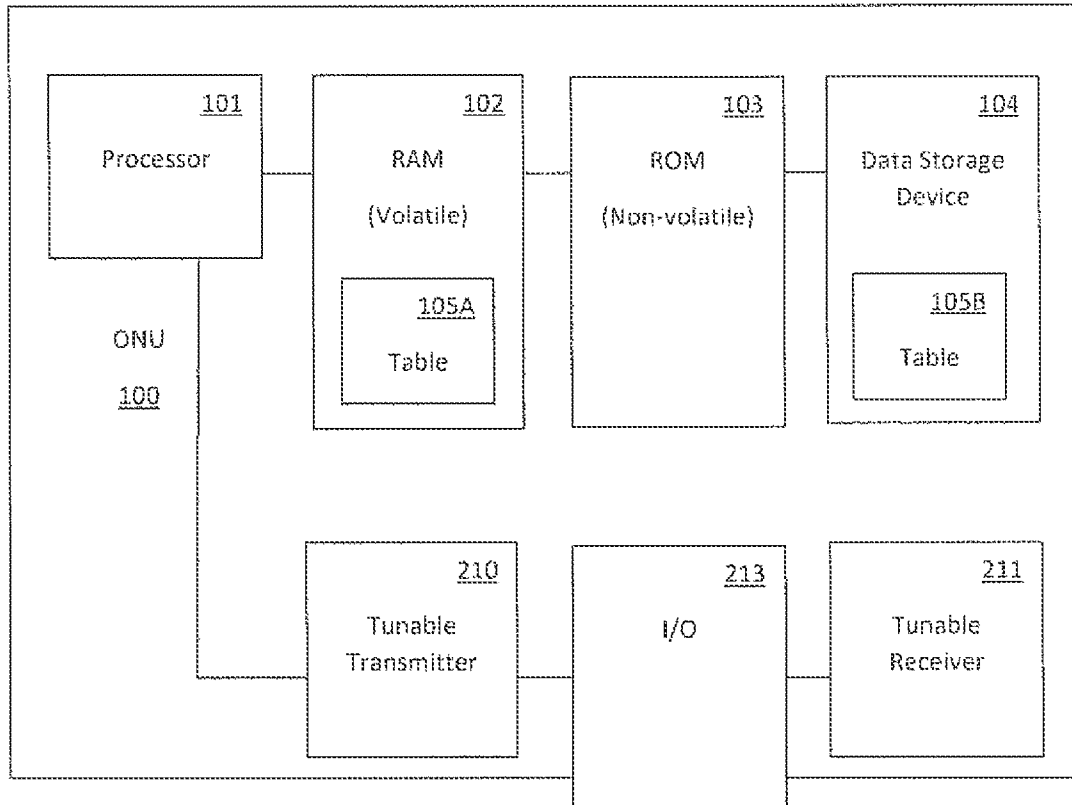 101
Processor
102
RAM
(Volatile)
105A
Table
103
ROM
(Non-volatile)
104
Data Storage
Device
105B
Table
ONU
100
210
Tunable
Transmitter
213
I/O
211
Tunable
Receiver